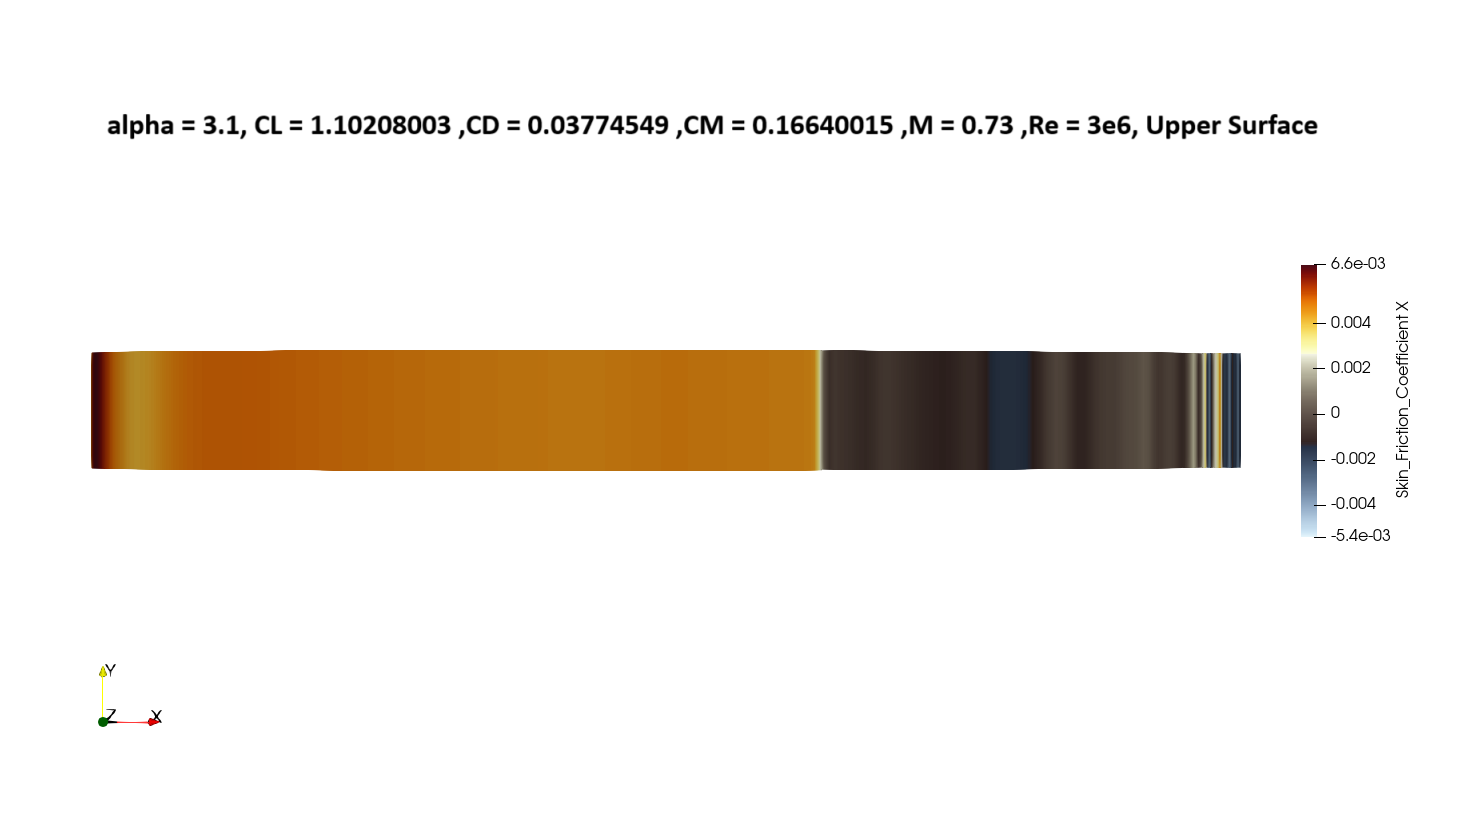 alpha = 3.1, CL = 1.10208003 ,CD = 0.03774549 ,CM = 0.16640015 ,M = 0.73 ,Re = 3e6, Upper Surface
6.6e-03
0.004
0.002
0
-0.002
-0.004
-5.4e-03
Skin_Friction_Coefficient X
Y
Z
X